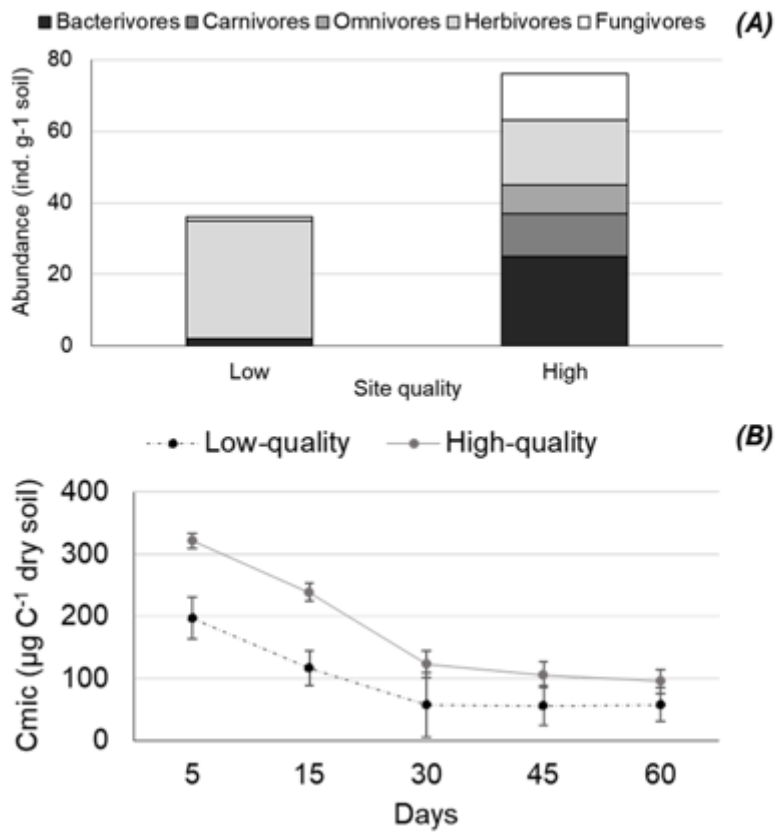 Bacterivores Carnivores Omnivores Herbivores Fungivores (A)
Abundance (ind. g-1 soil)
80
60
40
20
0
Low High
Site quality
Low-quality High-quality (B)
Cmic (µg C⁻¹ dry soil)
400
300
200
100
0
5 15 30 45 60
Days